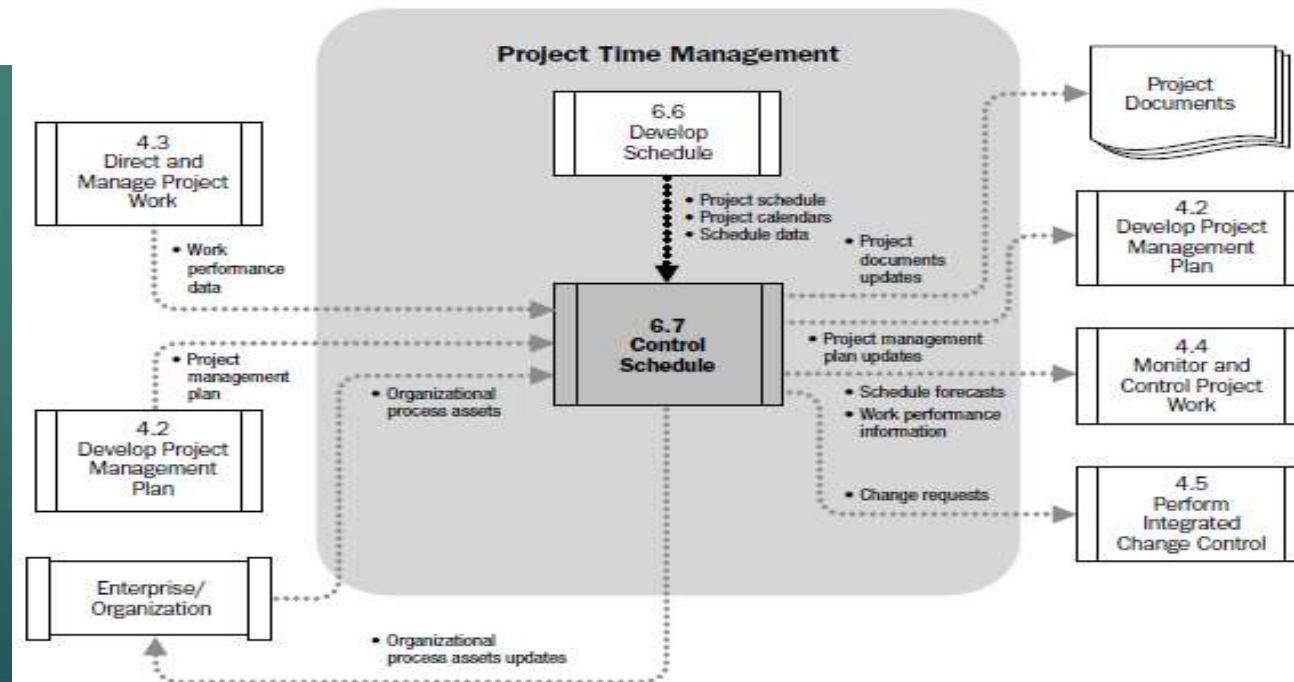 Project Time Management
4.3
Direct and
Manage Project
Work
• Work
performance
data
• Project
management
plan
4.2
Develop Project
Management
Plan
Enterprise/
Organization
6.6
Develop
Schedule
• Project schedule
• Project calendars
• Schedule data
• Organizational
process assets
6.7
Control
Schedule
• Organizational
process assets updates
• Project
documents
updates
• Project management
plan updates
• Schedule forecasts
• Work performance
information
• Change requests
Project
Documents
4.2
Develop Project
Management
Plan
4.4
Monitor and
Control Project
Work
4.5
Perform
Integrated
Change Control